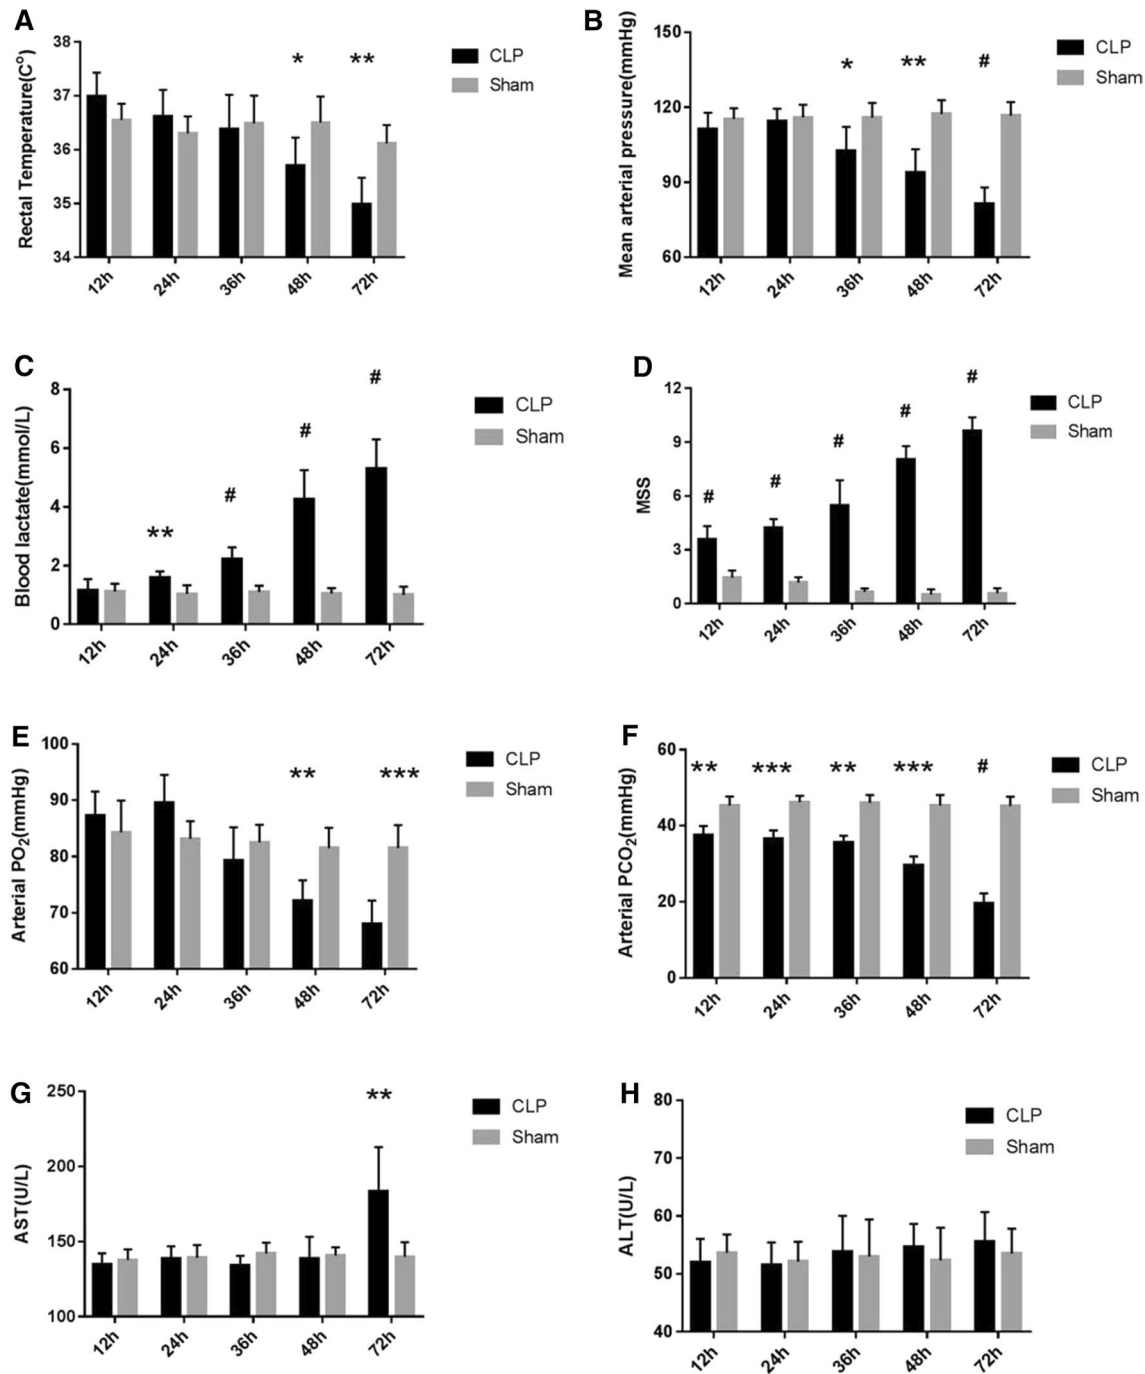 A
Rectal Temperature(C°)
38
37
36
35
34
* **
CLP
Sham
12h 24h 36h 48h 72h
B
Mean arterial pressure(mmHg)
150
120
90
60
* ** #
CLP
Sham
12h 24h 36h 48h 72h
C
Blood lactate(mmol/L)
8
6
4
2
0
** # # #
CLP
Sham
12h 24h 36h 48h 72h
D
MSS
12
9
6
3
0
# # # # #
CLP
Sham
12h 24h 36h 48h 72h
E
Arterial PO2(mmHg)
100
90
80
70
60
** ***
CLP
Sham
12h 24h 36h 48h 72h
F
Arterial PCO2(mmHg)
60
40
20
0
** *** ** *** #
CLP
Sham
12h 24h 36h 48h 72h
G
AST(U/L)
250
200
150
100
**
CLP
Sham
12h 24h 36h 48h 72h
H
ALT(U/L)
80
70
60
50
40
CLP
Sham
12h 24h 36h 48h 72h